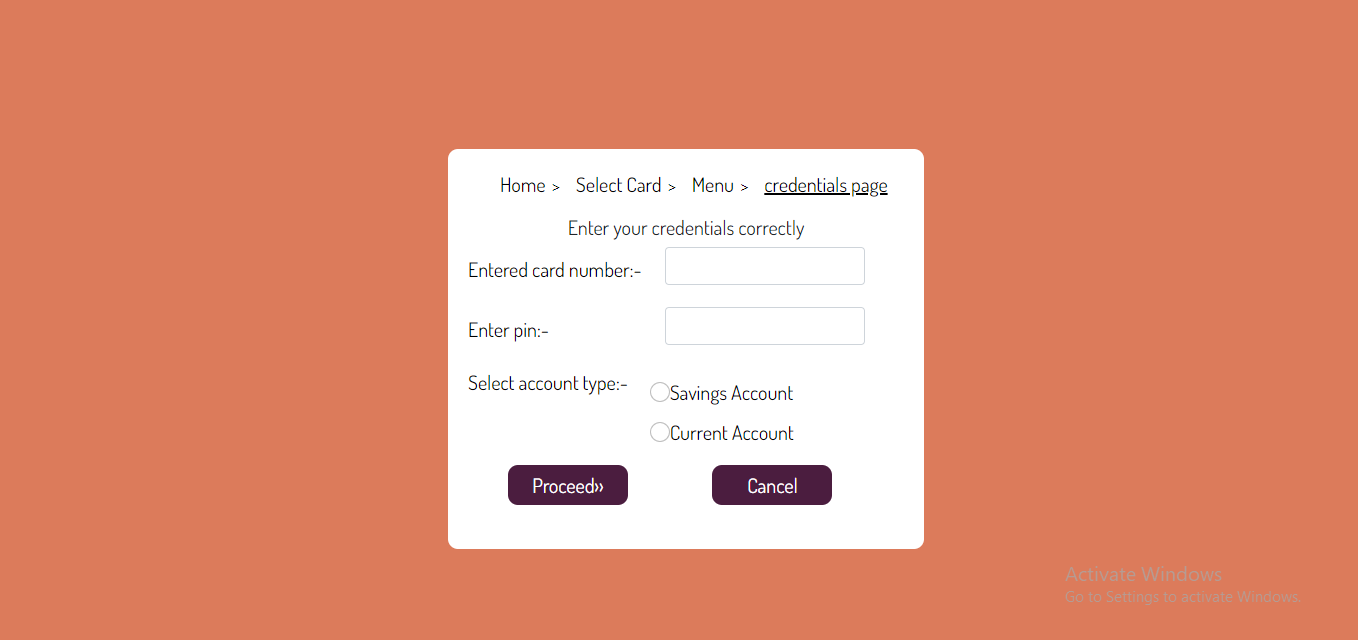 Home > Select Card > Menu > credentials page
Enter your credentials correctly
Entered card number:-
Enter pin:-
Select account type:-
Savings Account
Current Account
Proceed›› Cancel
Activate Windows
Go to Settings to activate Windows.